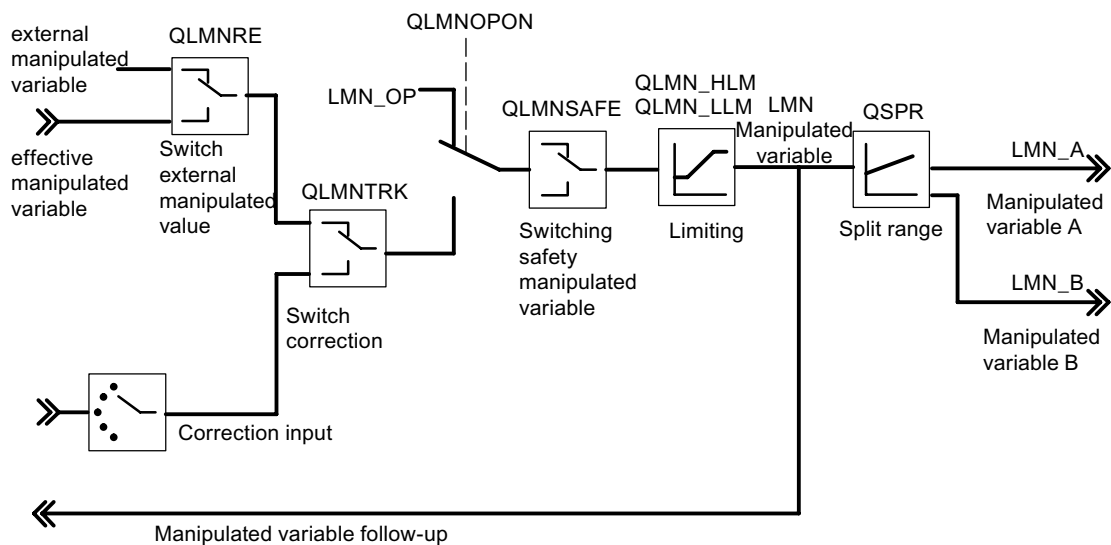 QLMNOPON
external
manipulated
variable
QLMNRE
LMN_OP
QLMNSAFE
QLMN_HLM
QLMN_LLM
LMN
Manipulated
variable
QSPR
LMN_A
effective
manipulated
variable
Switch
external
manipulated
value
QLMNTRK
Switching
safety
manipulated
variable
Limiting
Split range
Manipulated
variable A
LMN_B
Switch
correction
Manipulated
variable B
Correction input
Manipulated variable follow-up